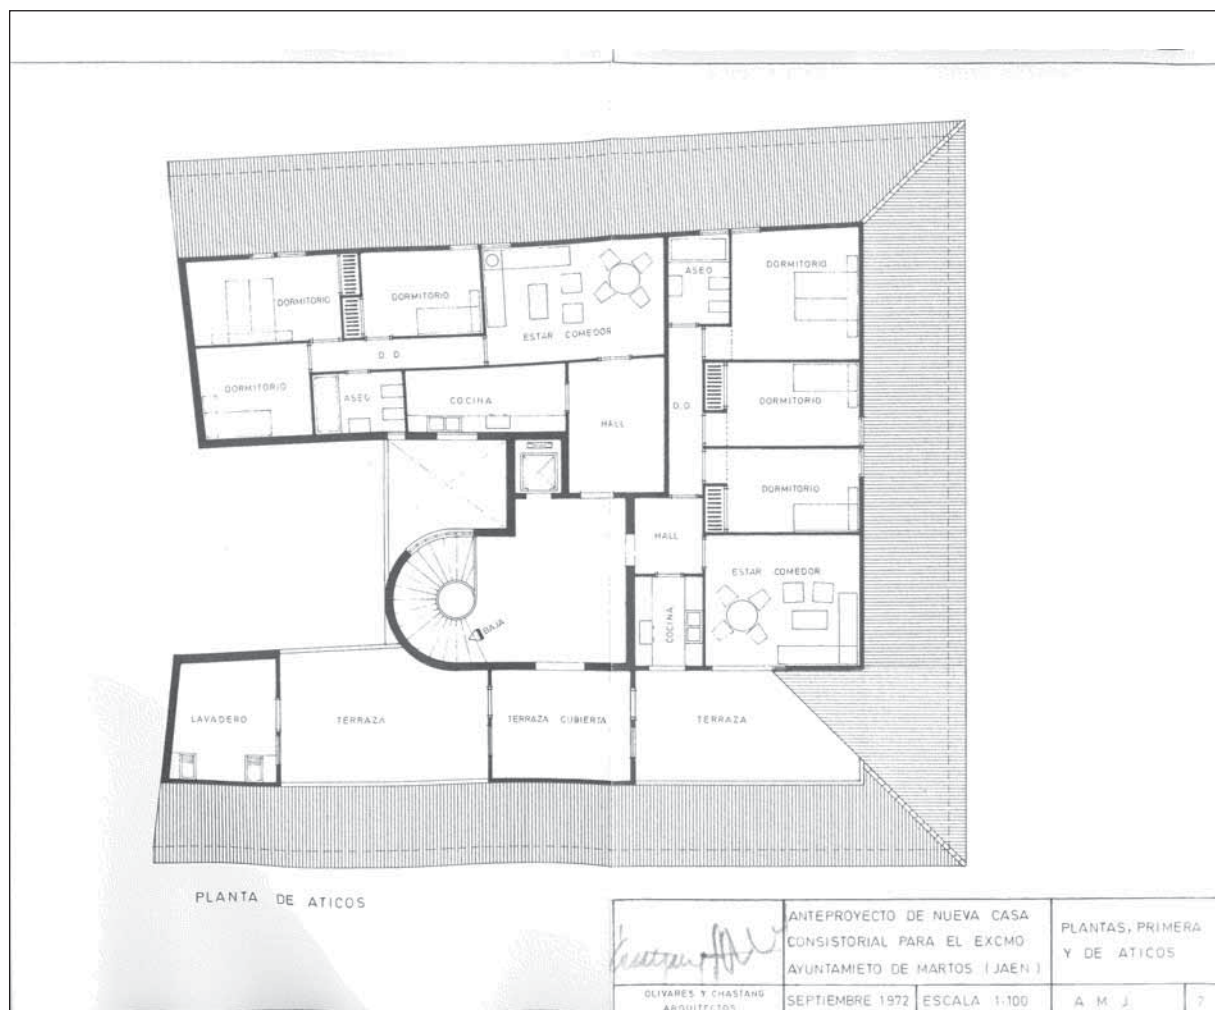 DORMITORIO
DORMITORIO
ESTAR COMEDOR
ASEO
DORMITORIO
D. D.
DORMITORIO
ASEO
COCINA
HALL
D.D.
DORMITORIO
DORMITORIO
HALL
ESTAR COMEDOR
COCINA
BAJA
LAVADERO
TERRAZA
TERRAZA CUBIERTA
TERRAZA
PLANTA DE ATICOS
ANTEPROYECTO DE NUEVA CASA
CONSISTORIAL PARA EL EXCMO
AYUNTAMIETO DE MARTOS (JAEN)
PLANTAS, PRIMERA
Y DE ATICOS
OLIVARES Y CHASTANG
ARQUITECTOS
SEPTIEMBRE 1972
ESCALA 1:100
A. M. J.